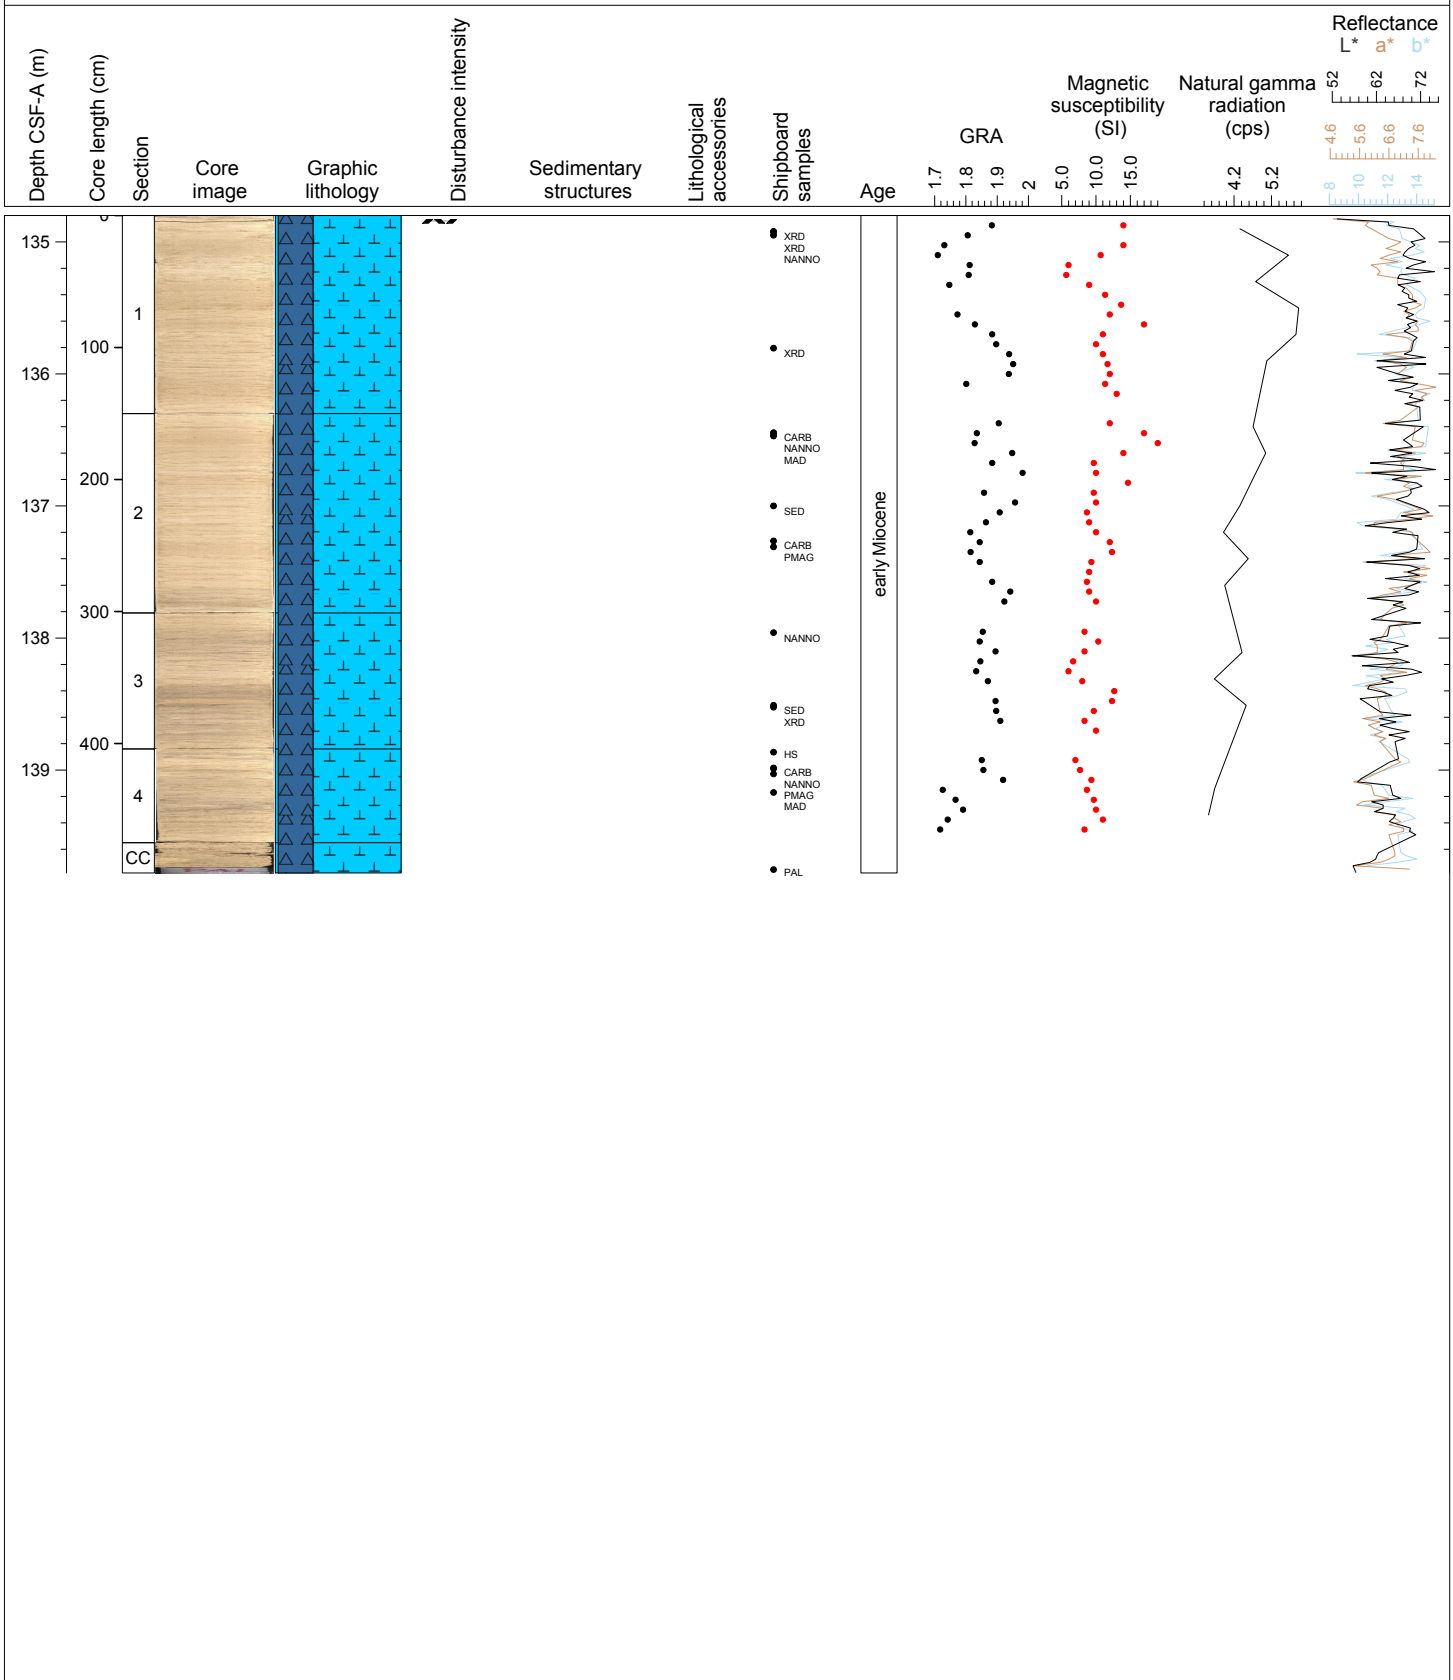 Depth CSF-A (m)
Core length (cm)
Section
Core
image
Graphic
lithology
Disturbance intensity
Sedimentary
structures
Lithological
accessories
Shipboard
samples
Age
GRA
1.7 1.8 1.9 2
Magnetic
susceptibility
(SI)
5.0 10.0 15.0
Natural gamma
radiation
(cps)
4.2 5.2
Reflectance
L* a* b*
52 62 72
4.6 5.6 6.6 7.6
8 10 12 14
135
136
137
138
139
0
100
200
300
400
1
2
3
4
CC
XRD
XRD
NANNO
XRD
CARB
NANNO
MAD
SED
CARB
PMAG
NANNO
SED
XRD
HS
CARB
NANNO
PMAG
MAD
PAL
early Miocene